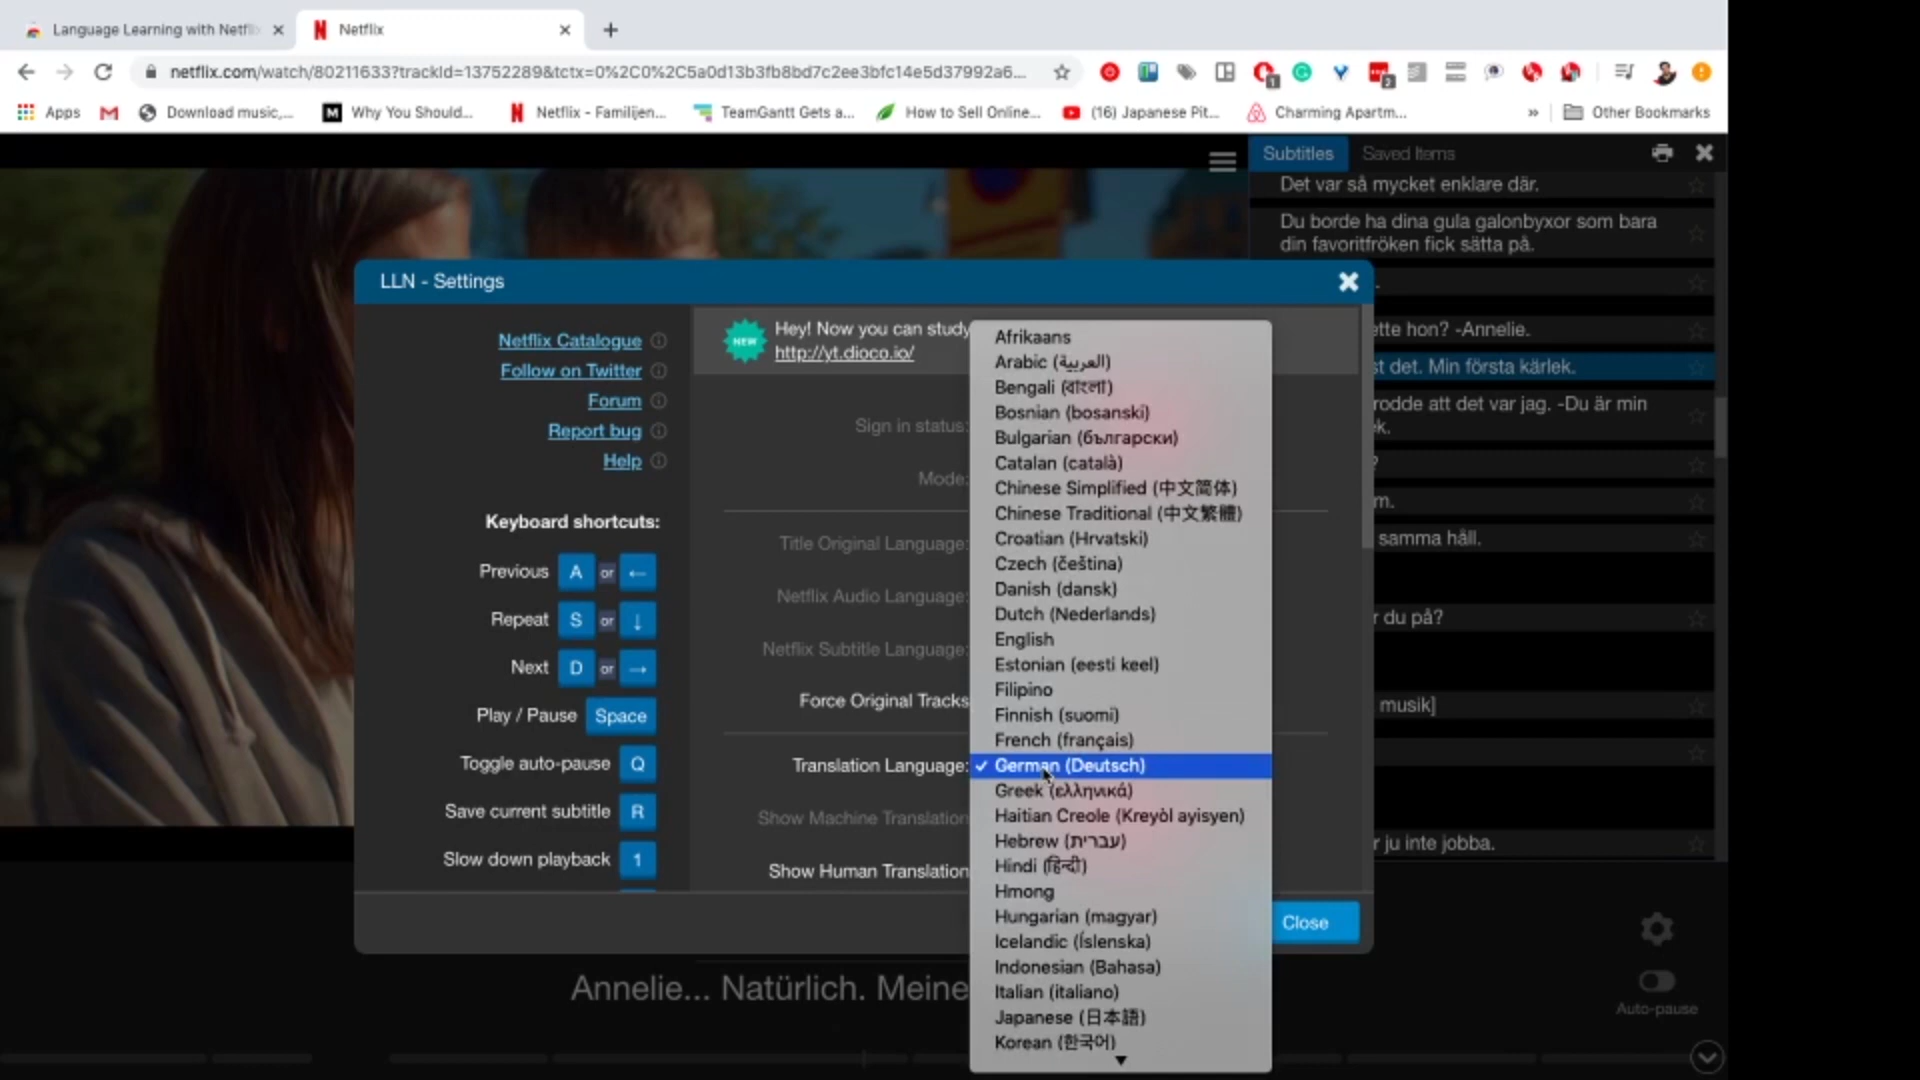 Language Learning with Netfli
Netflix
netflix.com/watch/80211633?trackId=13752289&tctx=0%2C0%2C5a0d13b3fb8bd7c2ee3bfc14e5d37992a6...
1
2
Apps
Download music,...
M
Why You Should...
Netflix - Familjen...
TeamGantt Gets a...
How to Sell Online...
(16) Japanese Pit...
Charming Apartm...
»
Other Bookmarks
Subtitles
Saved Items
Det var så mycket enklare där.
Du borde ha dina gula galonbyxor som bara
din favoritfröken fick sätta på.
LLN - Settings
Netflix Catalogue
Follow on Twitter
Forum
Report bug
Help
Keyboard shortcuts:
Previous A or ←
Repeat S or ↓
Next D or →
Play / Pause Space
Toggle auto-pause Q
Save current subtitle R
Slow down playback 1
NEW
Hey! Now you can study
http://yt.dioco.io/
Sign in status:
Mode:
Title Original Language:
Netflix Audio Language:
Netflix Subtitle Language:
Force Original Tracks
Translation Language:
Show Machine Translation
Show Human Translation
Afrikaans
Arabic (العربية)
Bengali (বাংলা)
Bosnian (bosanski)
Bulgarian (български)
Catalan (català)
Chinese Simplified (中文简体)
Chinese Traditional (中文繁體)
Croatian (Hrvatski)
Czech (čeština)
Danish (dansk)
Dutch (Nederlands)
English
Estonian (eesti keel)
Filipino
Finnish (suomi)
French (français)
✓ German (Deutsch)
Greek (ελληνικά)
Haitian Creole (Kreyòl ayisyen)
Hebrew (עברית)
Hindi (हिन्दी)
Hmong
Hungarian (magyar)
Icelandic (Íslenska)
Indonesian (Bahasa)
Italian (italiano)
Japanese (日本語)
Korean (한국어)
Close
ette hon? -Annelie.
st det. Min första kärlek.
rodde att det var jag. -Du är min
k.
?
m.
samma håll.
r du på?
musik]
r ju inte jobba.
Annelie... Natürlich. Meine
Auto-pause